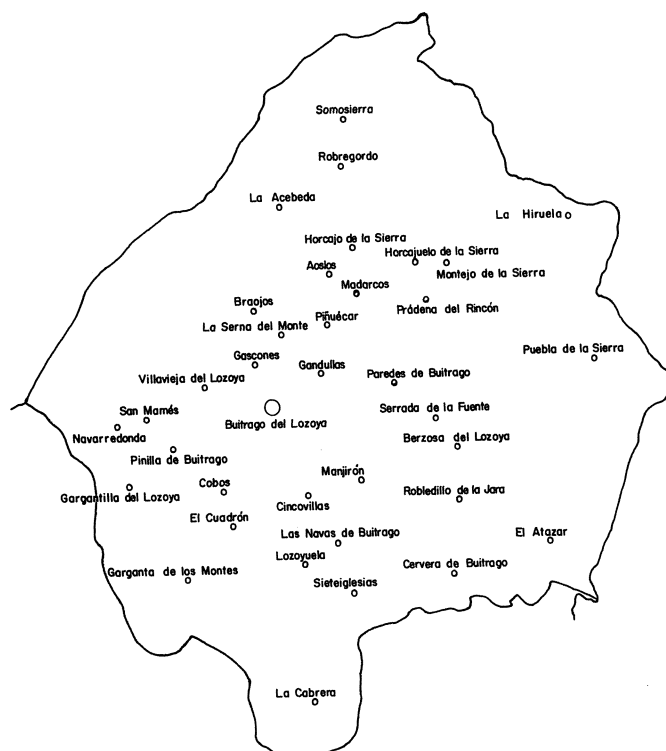 Somosierra
Robregordo
La Acebeda
La Hiruela
Horcajo de la Sierra
Horcajuelo de la Sierra
Aoslos
Montejo de la Sierra
Madarcos
Braojos
Prádena del Rincón
Piñuécar
La Serna del Monte
Puebla de la Sierra
Gascones
Gandullas
Villavieja del Lozoya
Paredes de Buitrago
San Mamés
Serrada de la Fuente
Buitrago del Lozoya
Navarredonda
Berzosa del Lozoya
Pinilla de Buitrago
Manjirón
Cobos
Gargantilla del Lozoya
Robledillo de la Jara
Cincovillas
El Cuadrón
Las Navas de Buitrago
El Atazar
Lozoyuela
Cervera de Buitrago
Garganta de los Montes
Sieteiglesias
La Cabrera